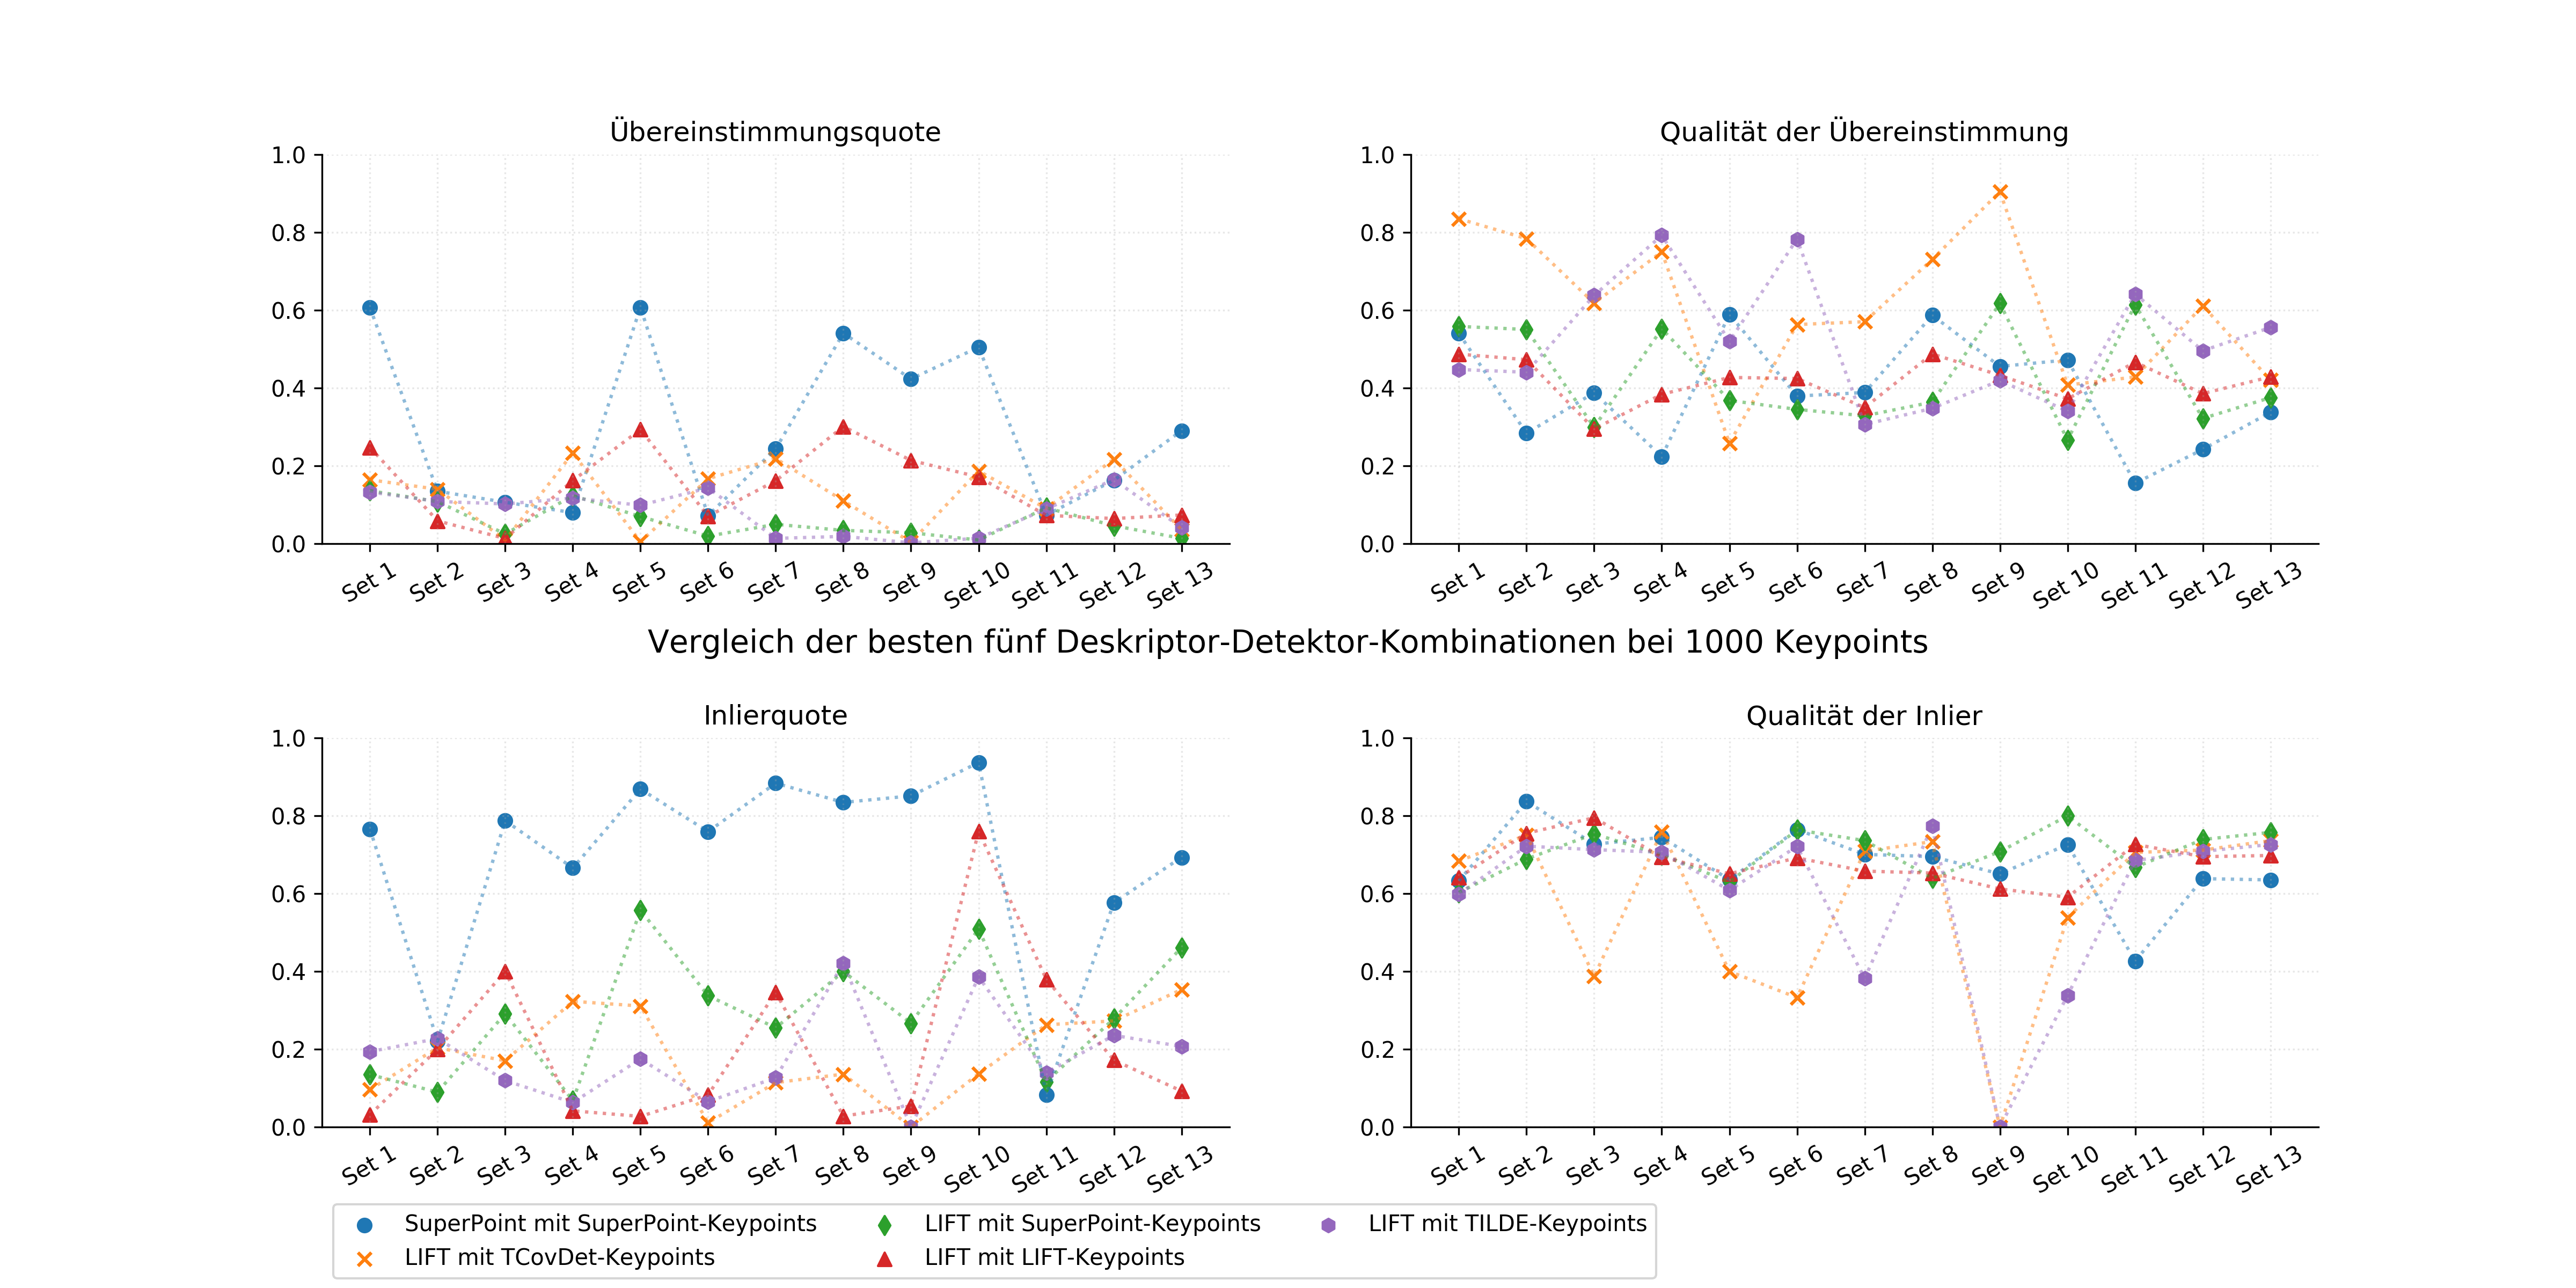 Übereinstimmungsquote
1.0
0.8
0.6
0.4
0.2
0.0
Set 1 Set 2 Set 3 Set 4 Set 5 Set 6 Set 7 Set 8 Set 9 Set 10 Set 11 Set 12 Set 13
Qualität der Übereinstimmung
1.0
0.8
0.6
0.4
0.2
0.0
Set 1 Set 2 Set 3 Set 4 Set 5 Set 6 Set 7 Set 8 Set 9 Set 10 Set 11 Set 12 Set 13
Vergleich der besten fünf Deskriptor-Detektor-Kombinationen bei 1000 Keypoints
Inlierquote
1.0
0.8
0.6
0.4
0.2
0.0
Set 1 Set 2 Set 3 Set 4 Set 5 Set 6 Set 7 Set 8 Set 9 Set 10 Set 11 Set 12 Set 13
Qualität der Inlier
1.0
0.8
0.6
0.4
0.2
0.0
Set 1 Set 2 Set 3 Set 4 Set 5 Set 6 Set 7 Set 8 Set 9 Set 10 Set 11 Set 12 Set 13
SuperPoint mit SuperPoint-Keypoints
LIFT mit TCovDet-Keypoints
LIFT mit SuperPoint-Keypoints
LIFT mit LIFT-Keypoints
LIFT mit TILDE-Keypoints